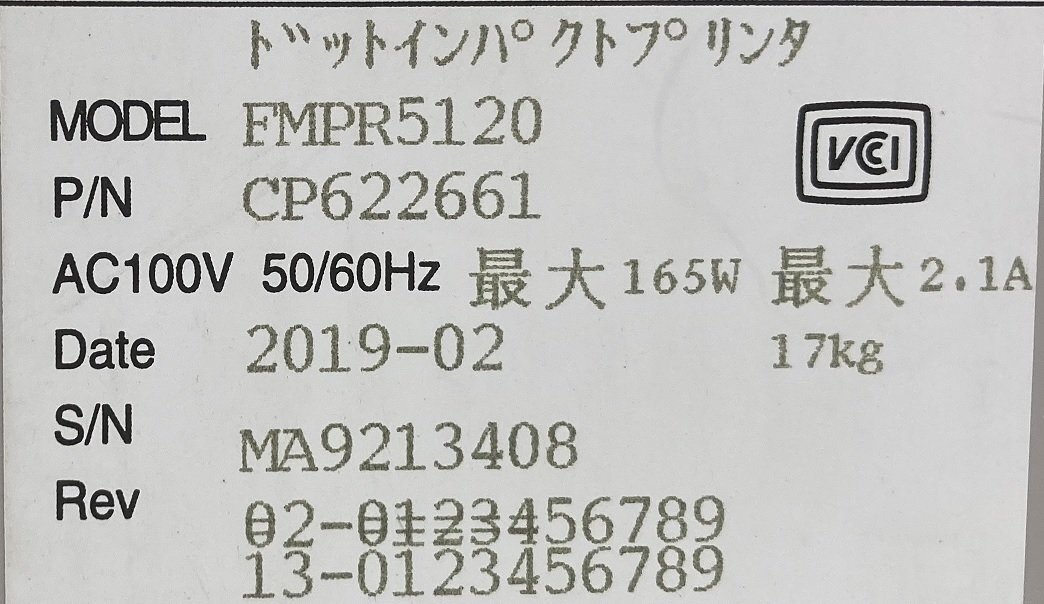 ドットインパクトプリンタ
MODEL FMPR5120
VCCI
P/N CP622661
AC100V 50/60Hz 最大165W 最大2.1A
Date 2019-02 17kg
S/N MA9213408
Rev 02-0123456789
13-0123456789